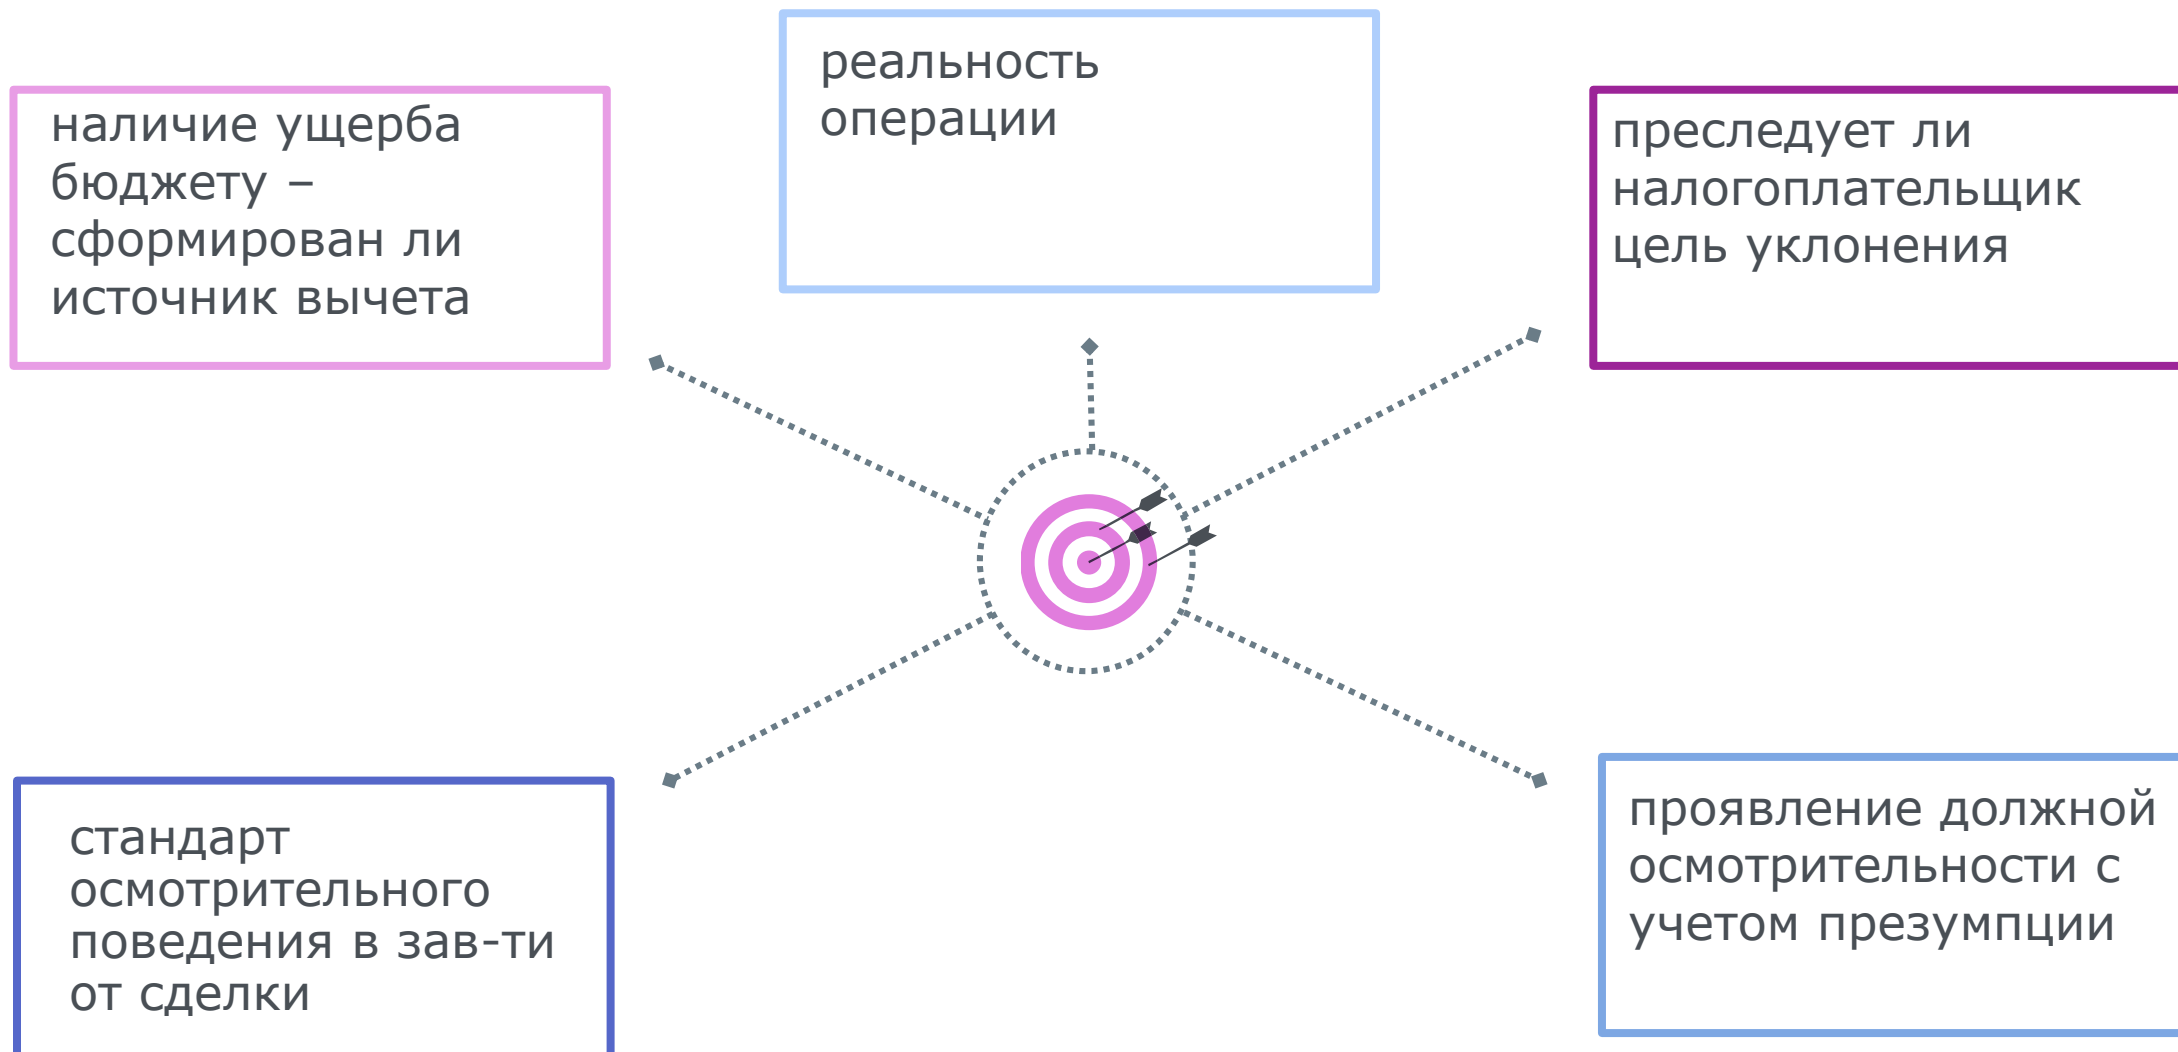 наличие ущерба
бюджету –
сформирован ли
источник вычета
реальность
операции
преследует ли
налогоплательщик
цель уклонения
стандарт
осмотрительного
поведения в зав-ти
от сделки
проявление должной
осмотрительности с
учетом презумпции